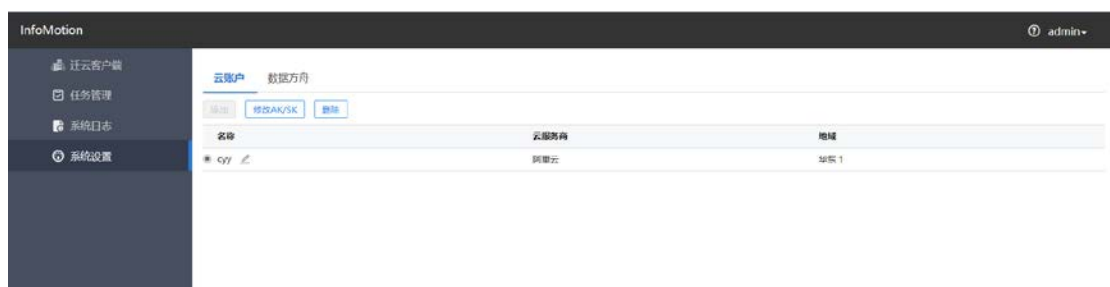 InfoMotion
admin
迁云客户端
任务管理
系统日志
系统设置
云账户 数据方舟
添加 修改AK/SK 删除
名称 云服务商 地域
cyy 阿里云 华东 1